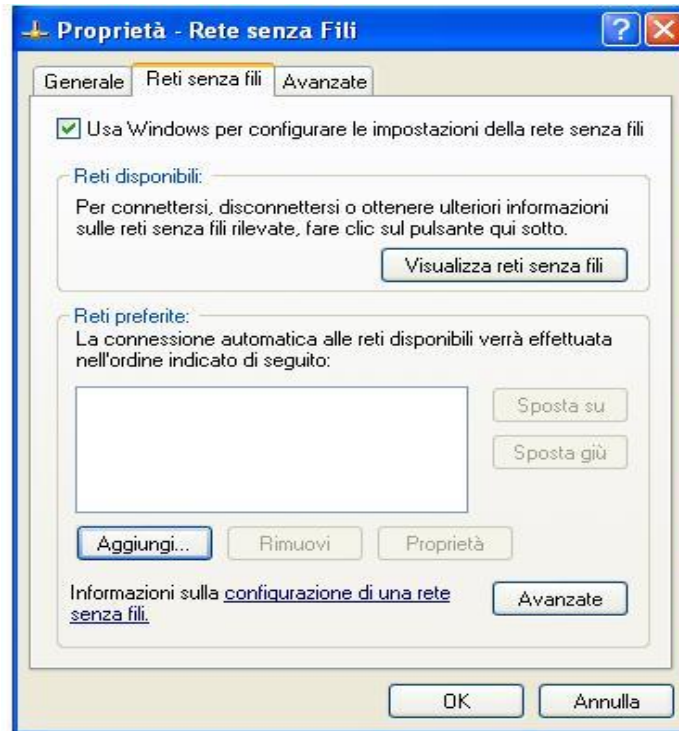 Proprietà - Rete senza Fili
Generale Reti senza fili Avanzate
Usa Windows per configurare le impostazioni della rete senza fili
Reti disponibili:
Per connettersi, disconnettersi o ottenere ulteriori informazioni
sulle reti senza fili rilevate, fare clic sul pulsante qui sotto.
Visualizza reti senza fili
Reti preferite:
La connessione automatica alle reti disponibili verrà effettuata
nell'ordine indicato di seguito:
Sposta su
Sposta giù
Aggiungi... Rimuovi Proprietà
Informazioni sulla configurazione di una rete
senza fili.
Avanzate
OK Annulla